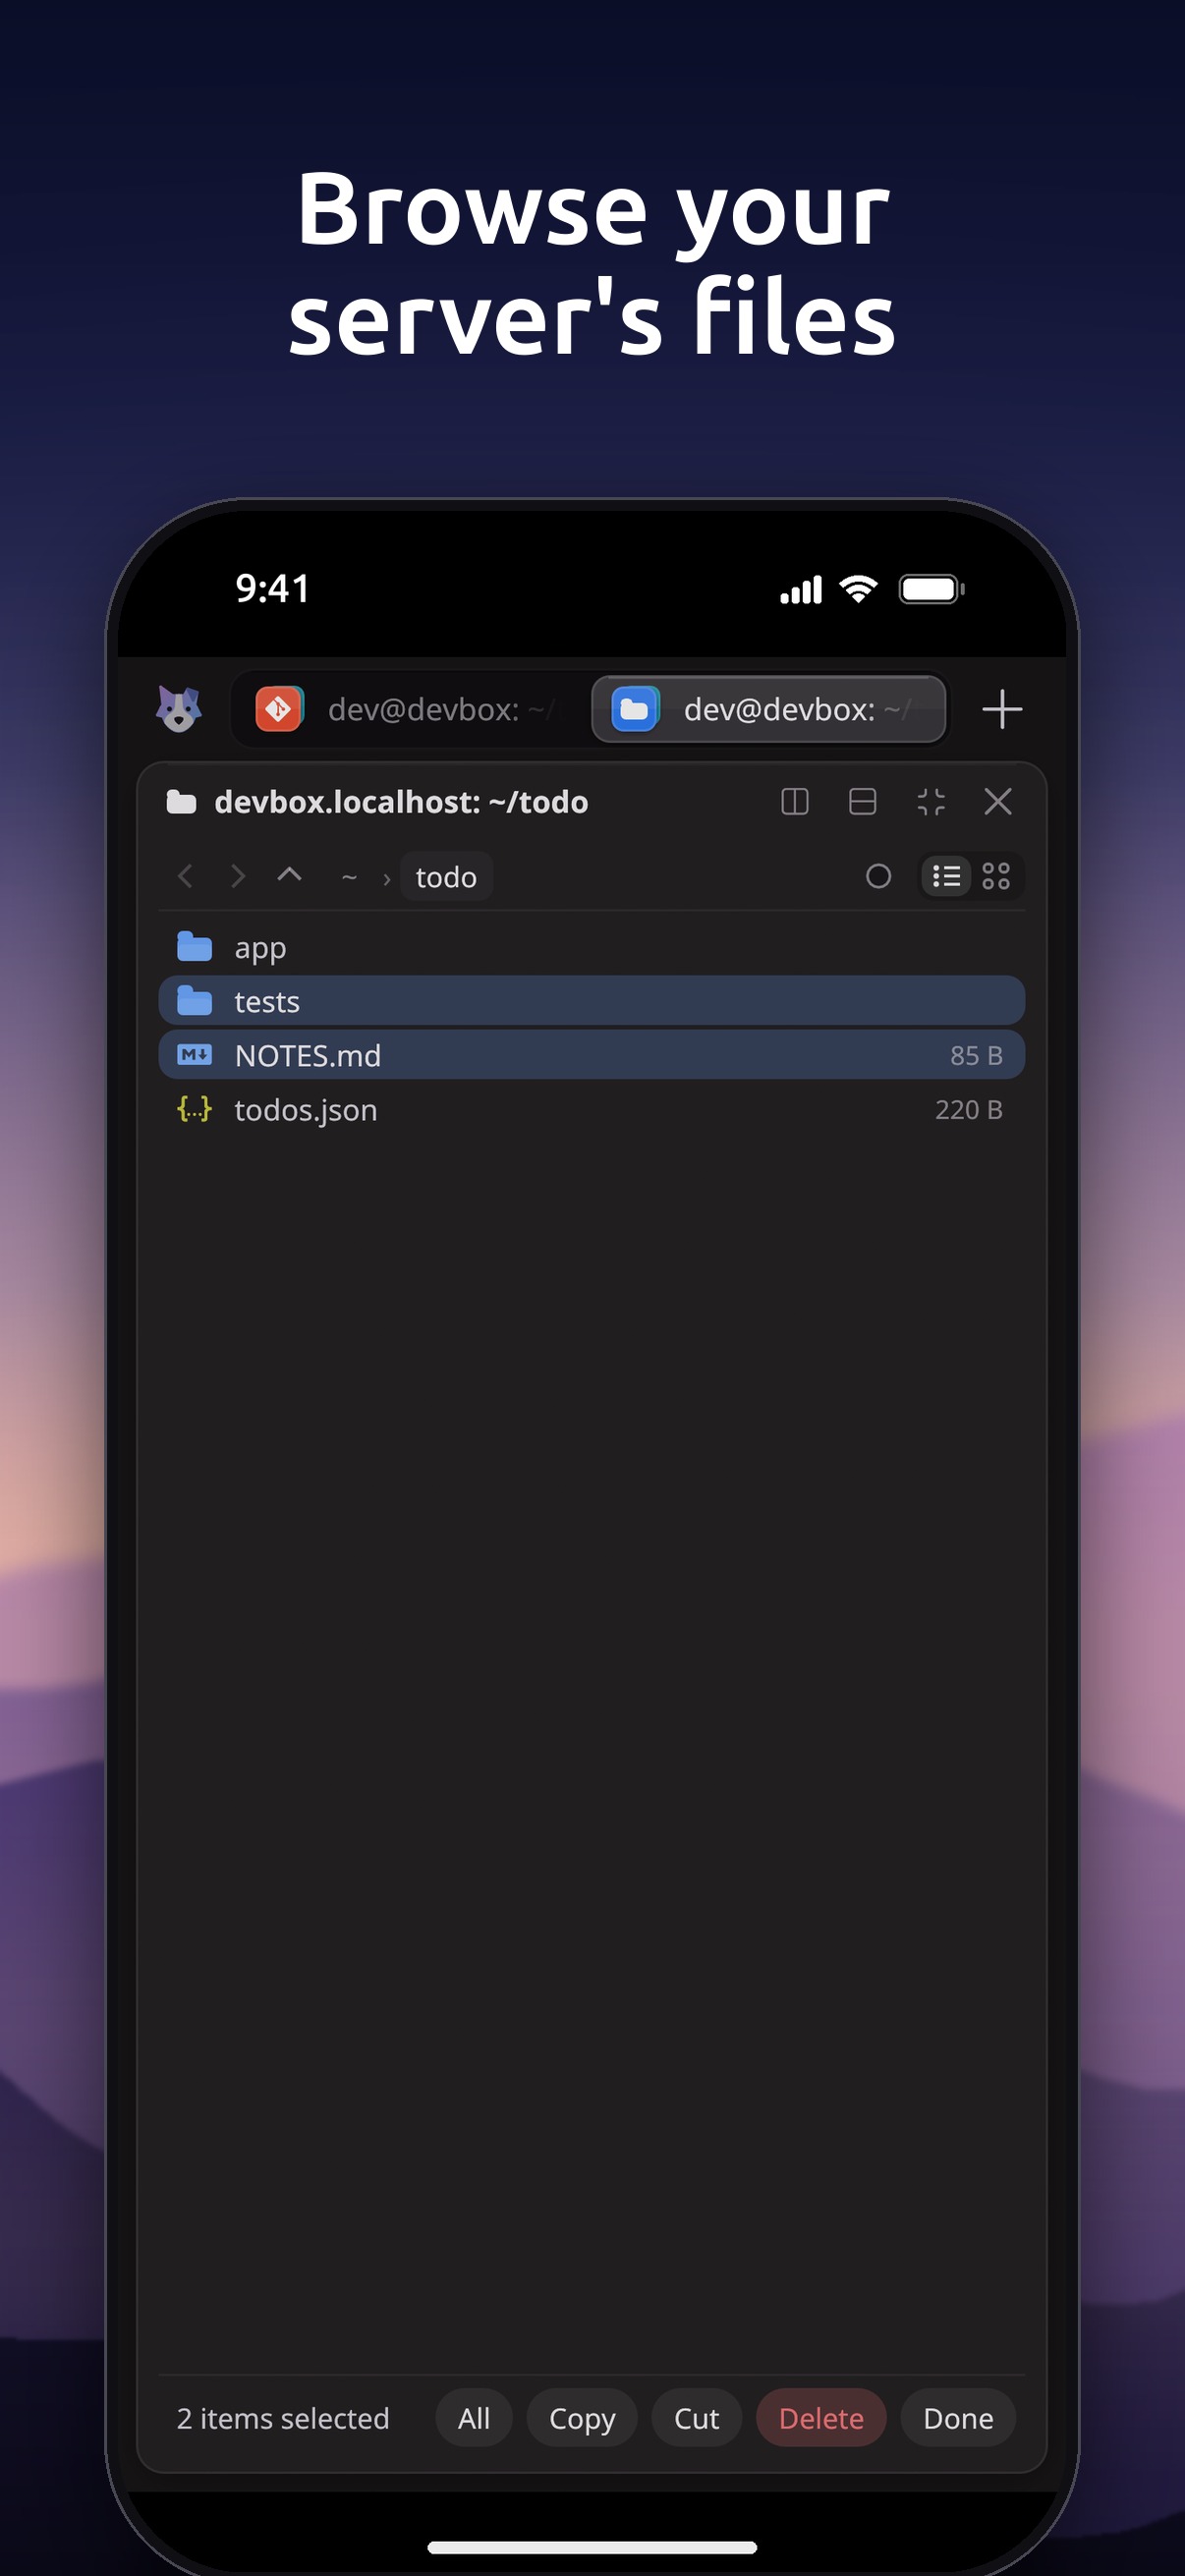 Browse your
server's files
9:41
dev@devbox: ~/
dev@devbox: ~/
devbox.localhost: ~/todo
~ › todo
app
tests
NOTES.md 85 B
todos.json 220 B
2 items selected All Copy Cut Delete Done